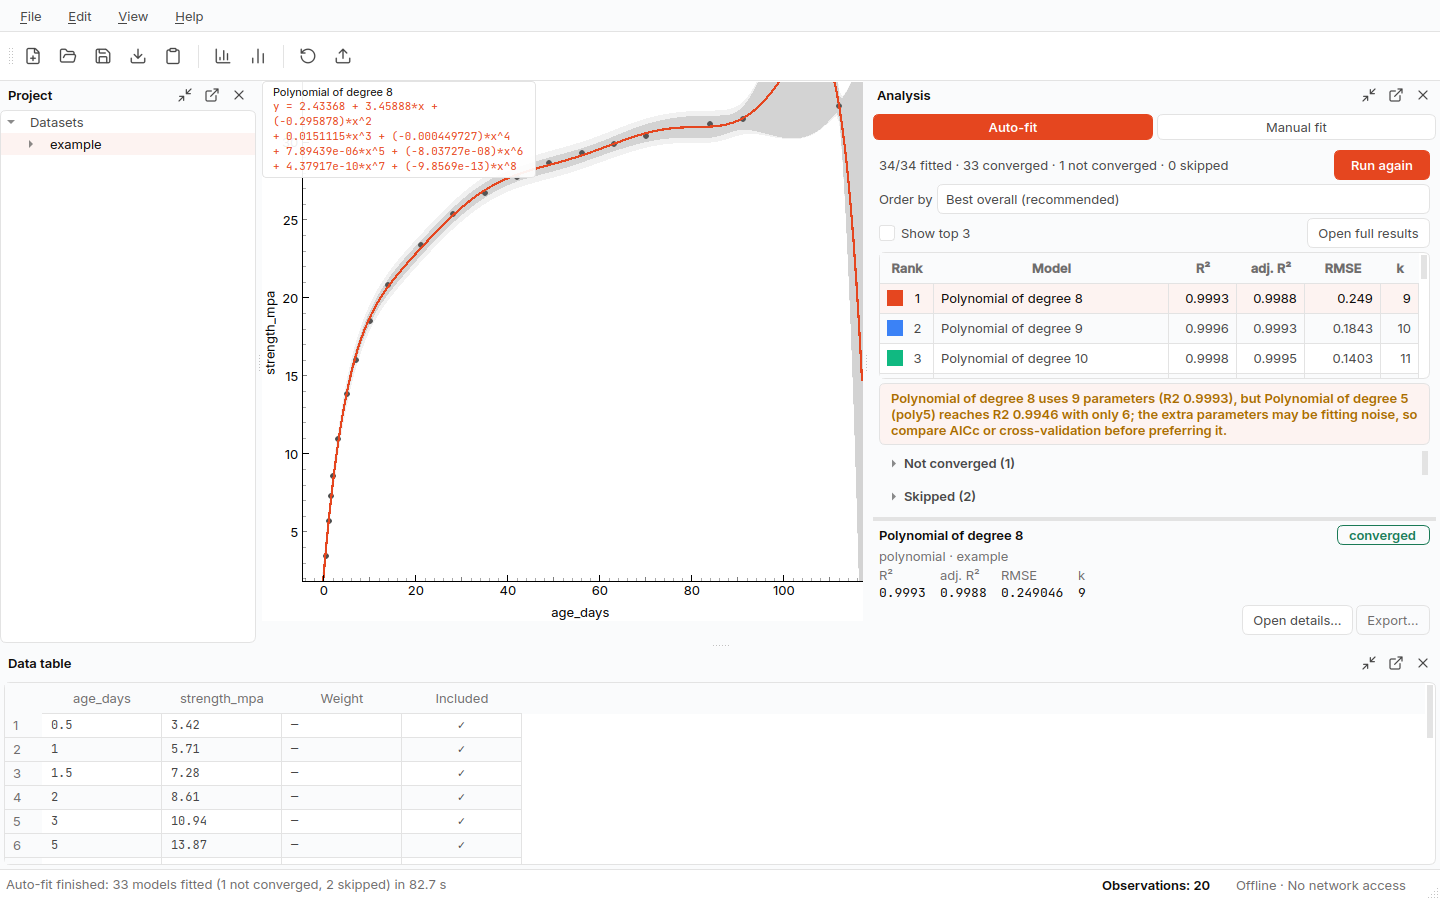 File Edit View Help
Project
Datasets
example
Polynomial of degree 8
y = 2.43368 + 3.45888*x +
(-0.295878)*x^2
+ 0.0151115*x^3 + (-0.000449727)*x^4
+ 7.89439e-06*x^5 + (-8.03727e-08)*x^6
+ 4.37917e-10*x^7 + (-9.8569e-13)*x^8
25
20
15
10
5
strength_mpa
0 20 40 60 80 100
age_days
Analysis
Auto-fit Manual fit
34/34 fitted · 33 converged · 1 not converged · 0 skipped Run again
Order by Best overall (recommended)
Show top 3 Open full results
Rank Model R² adj. R² RMSE k
1 Polynomial of degree 8 0.9993 0.9988 0.249 9
2 Polynomial of degree 9 0.9996 0.9993 0.1843 10
3 Polynomial of degree 10 0.9998 0.9995 0.1403 11
Polynomial of degree 8 uses 9 parameters (R2 0.9993), but Polynomial of degree 5
(poly5) reaches R2 0.9946 with only 6; the extra parameters may be fitting noise, so
compare AICc or cross-validation before preferring it.
Not converged (1)
Skipped (2)
Polynomial of degree 8 converged
polynomial · example
R² adj. R² RMSE k
0.9993 0.9988 0.249046 9
Open details... Export...
Data table
age_days strength_mpa Weight Included
1 0.5 3.42 — ✓
2 1 5.71 — ✓
3 1.5 7.28 — ✓
4 2 8.61 — ✓
5 3 10.94 — ✓
6 5 13.87 — ✓
Auto-fit finished: 33 models fitted (1 not converged, 2 skipped) in 82.7 s
Observations: 20 Offline · No network access